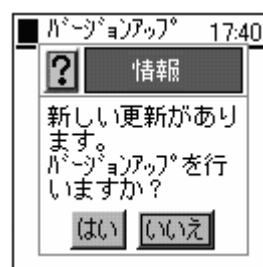 ﾊﾞｰｼﾞｮﾝｱｯﾌﾟ 17:40
? 情報
新しい更新があり
ます。
ﾊﾞｰｼﾞｮﾝｱｯﾌﾟを行
いますか？
はい いいえ